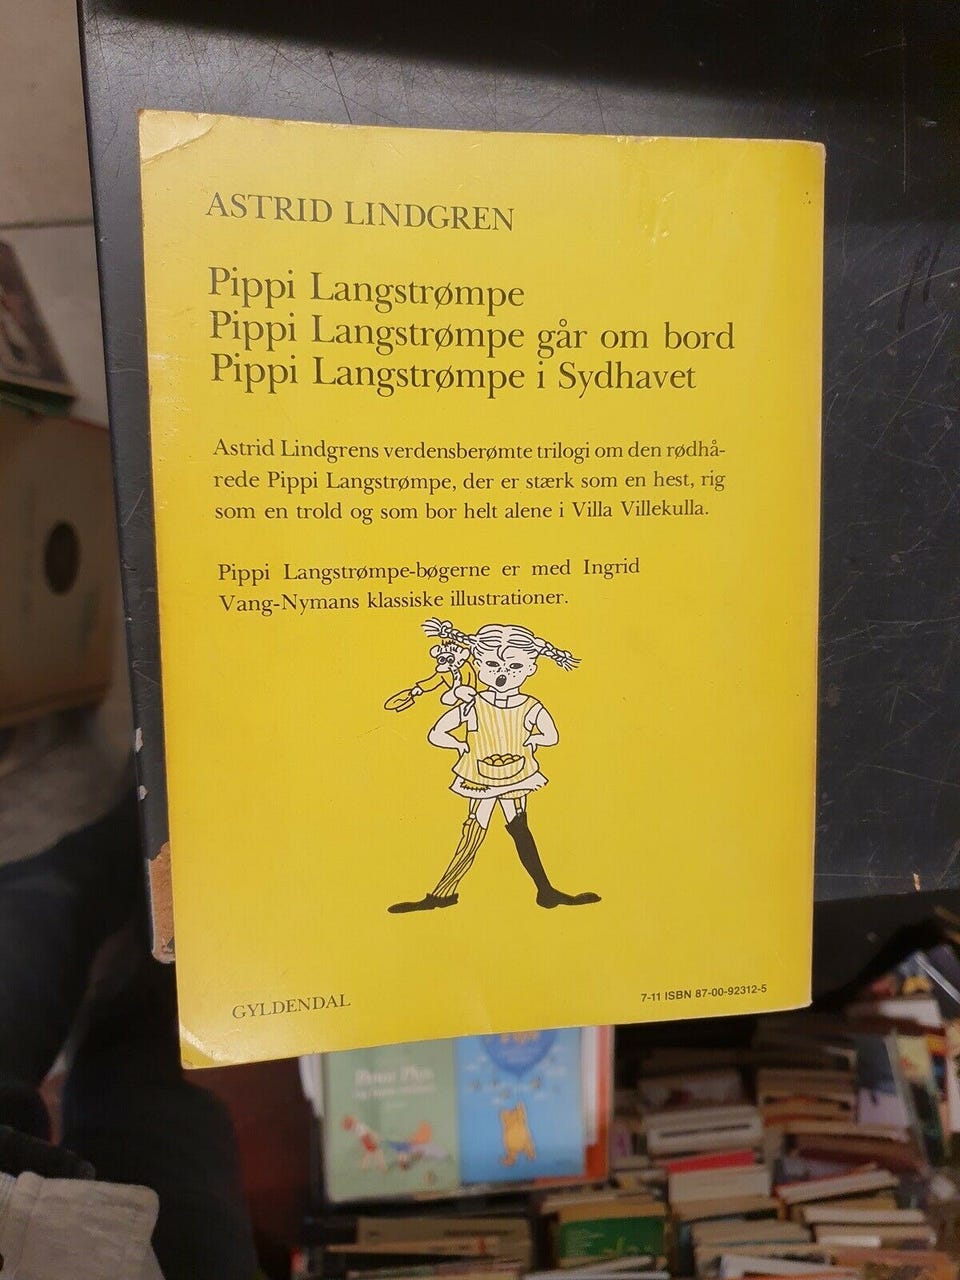 ASTRID LINDGREN
Pippi Langstrømpe
Pippi Langstrømpe går om bord
Pippi Langstrømpe i Sydhavet
Astrid Lindgrens verdensberømte trilogi om den rødhå-
rede Pippi Langstrømpe, der er stærk som en hest, rig
som en trold og som bor helt alene i Villa Villekulla.
Pippi Langstrømpe-bøgerne er med Ingrid
Vang-Nymans klassiske illustrationer.
GYLDENDAL
7-11 ISBN 87-00-92312-5